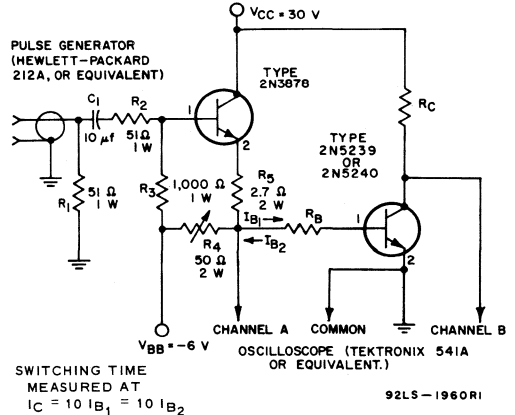 VCC = 30 V
PULSE GENERATOR
(HEWLETT-PACKARD
212A, OR EQUIVALENT)
TYPE
2N3878
C1
R2
1
10 µf
51Ω
1 W
2
RC
TYPE
2N5239
OR
2N5240
R1
51 Ω
1 W
R3
1,000 Ω
1 W
R5
2.7 Ω
2 W
IB1
IB2
RB
1
2
R4
50 Ω
2 W
CHANNEL A
COMMON
CHANNEL B
VBB = -6 V
OSCILLOSCOPE (TEKTRONIX 541A
OR EQUIVALENT.)
SWITCHING TIME
MEASURED AT
IC = 10 IB1 = 10 IB2
92LS-1960R1